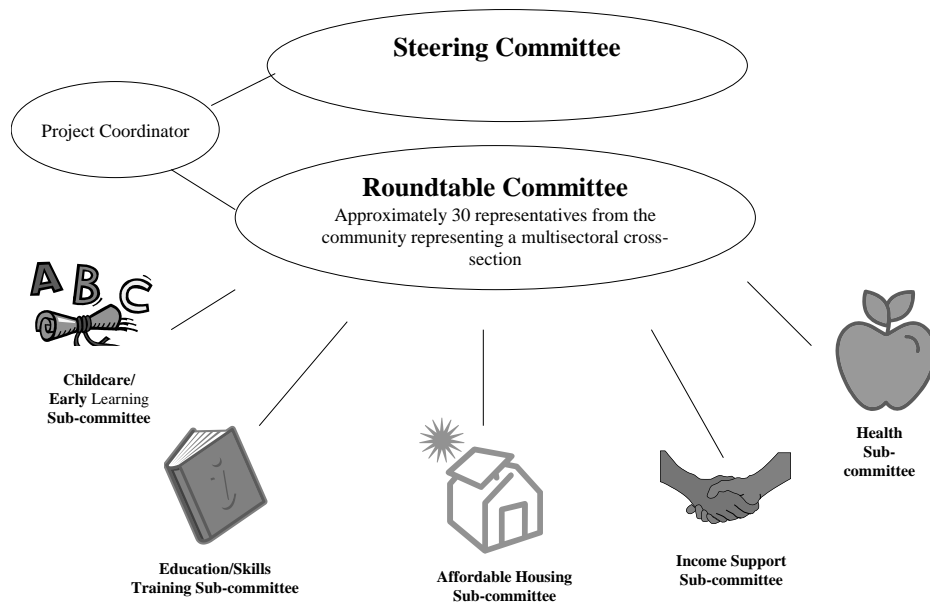 Steering Committee
Project Coordinator
Roundtable Committee
Approximately 30 representatives from the
community representing a multisectoral cross-
section
A B C
Childcare/
Early Learning
Sub-committee
Health
Sub-
committee
Education/Skills
Training Sub-committee
Affordable Housing
Sub-committee
Income Support
Sub-committee